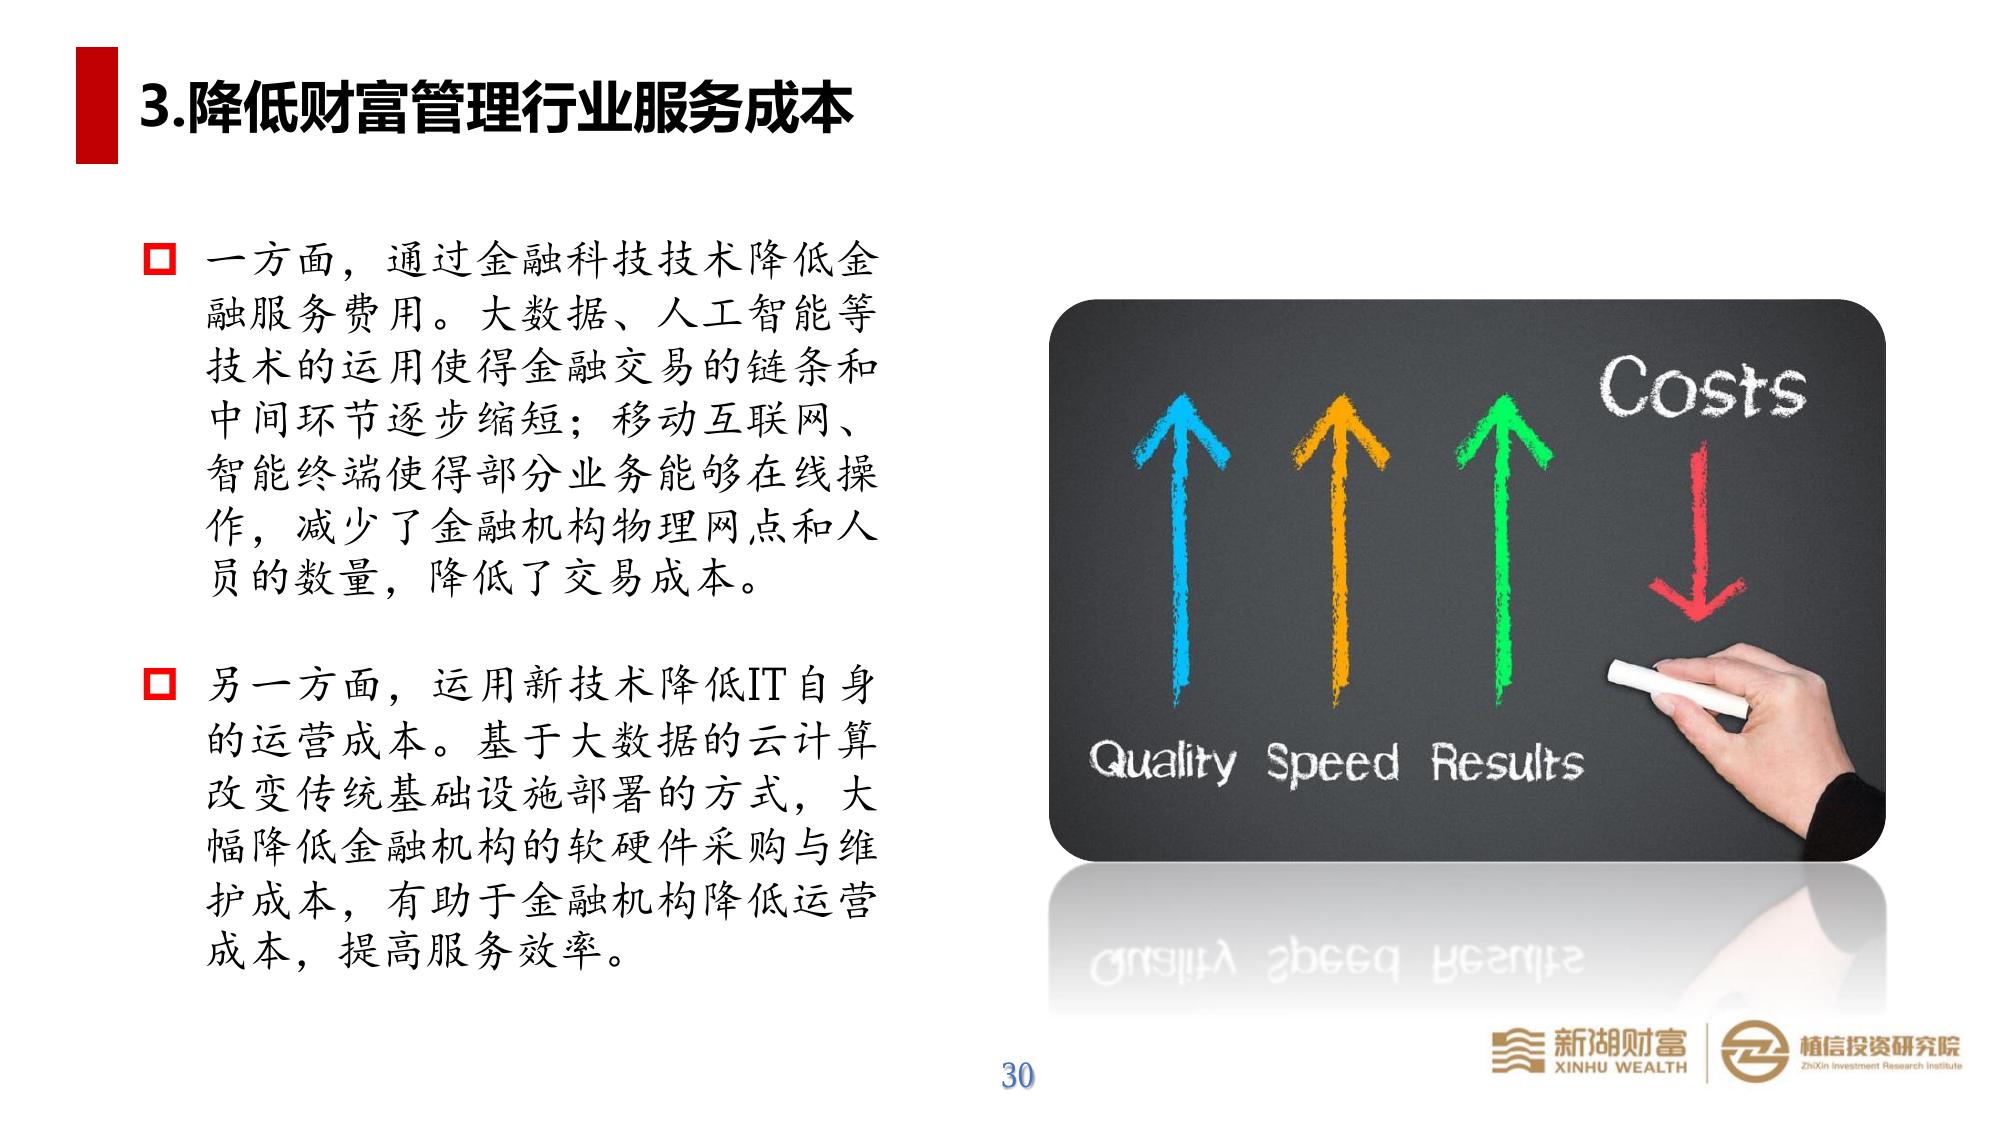 3.降低财富管理行业服务成本
一方面，通过金融科技技术降低金
融服务费用。大数据、人工智能等
技术的运用使得金融交易的链条和
中间环节逐步缩短；移动互联网、
智能终端使得部分业务能够在线操
作，减少了金融机构物理网点和人
员的数量，降低了交易成本。
另一方面，运用新技术降低IT自身
的运营成本。基于大数据的云计算
改变传统基础设施部署的方式，大
幅降低金融机构的软硬件采购与维
护成本，有助于金融机构降低运营
成本，提高服务效率。
Costs
Quality Speed Results
新湖财富
XINHU WEALTH
植信投资研究院
ZhiXin Investment Research Institute
30